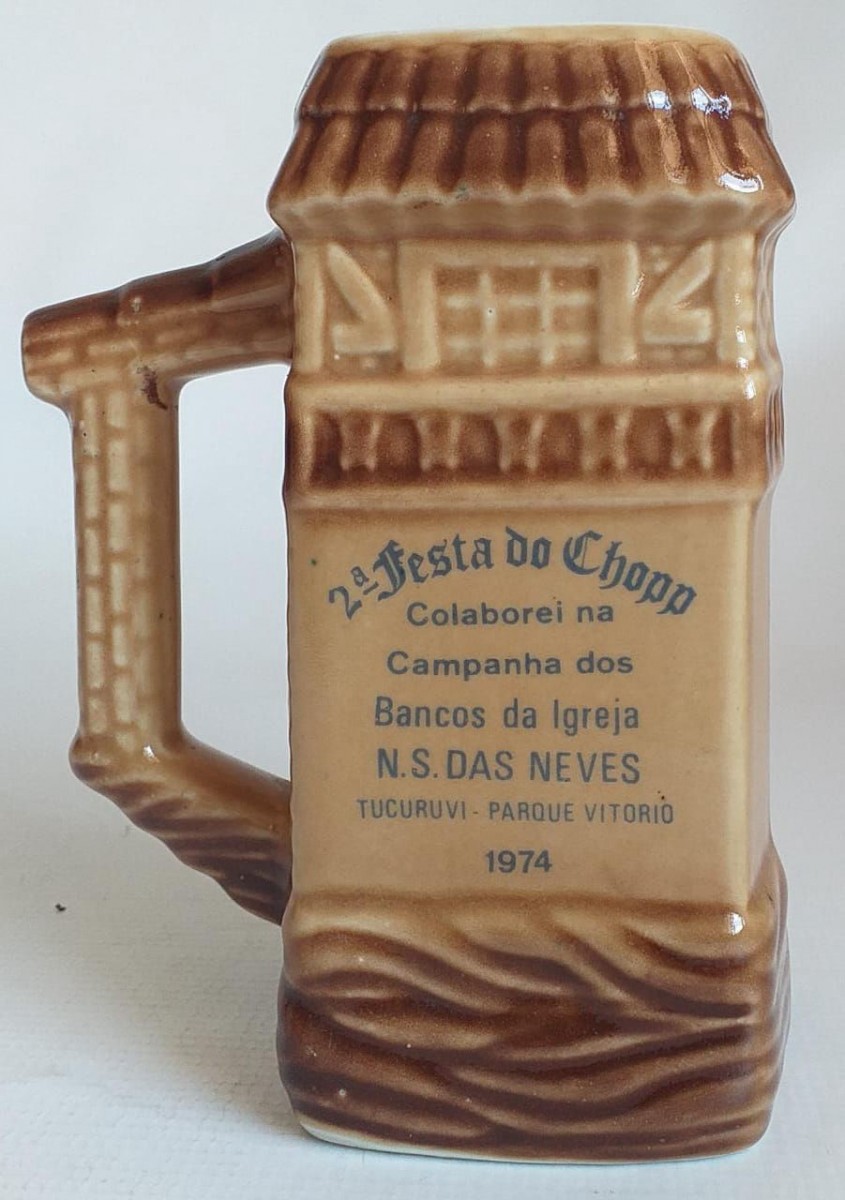 2ª Festa do Chopp
Colaborei na
Campanha dos
Bancos da Igreja
N.S. DAS NEVES
TUCURUVI - PARQUE VITORIO
1974